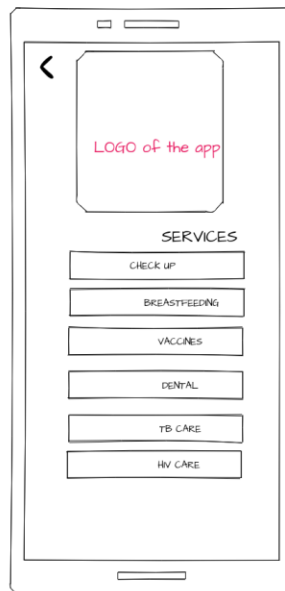 LOGO of the app
SERVICES
CHECK UP
BREASTFEEDING
VACCINES
DENTAL
TB CARE
HIV CARE